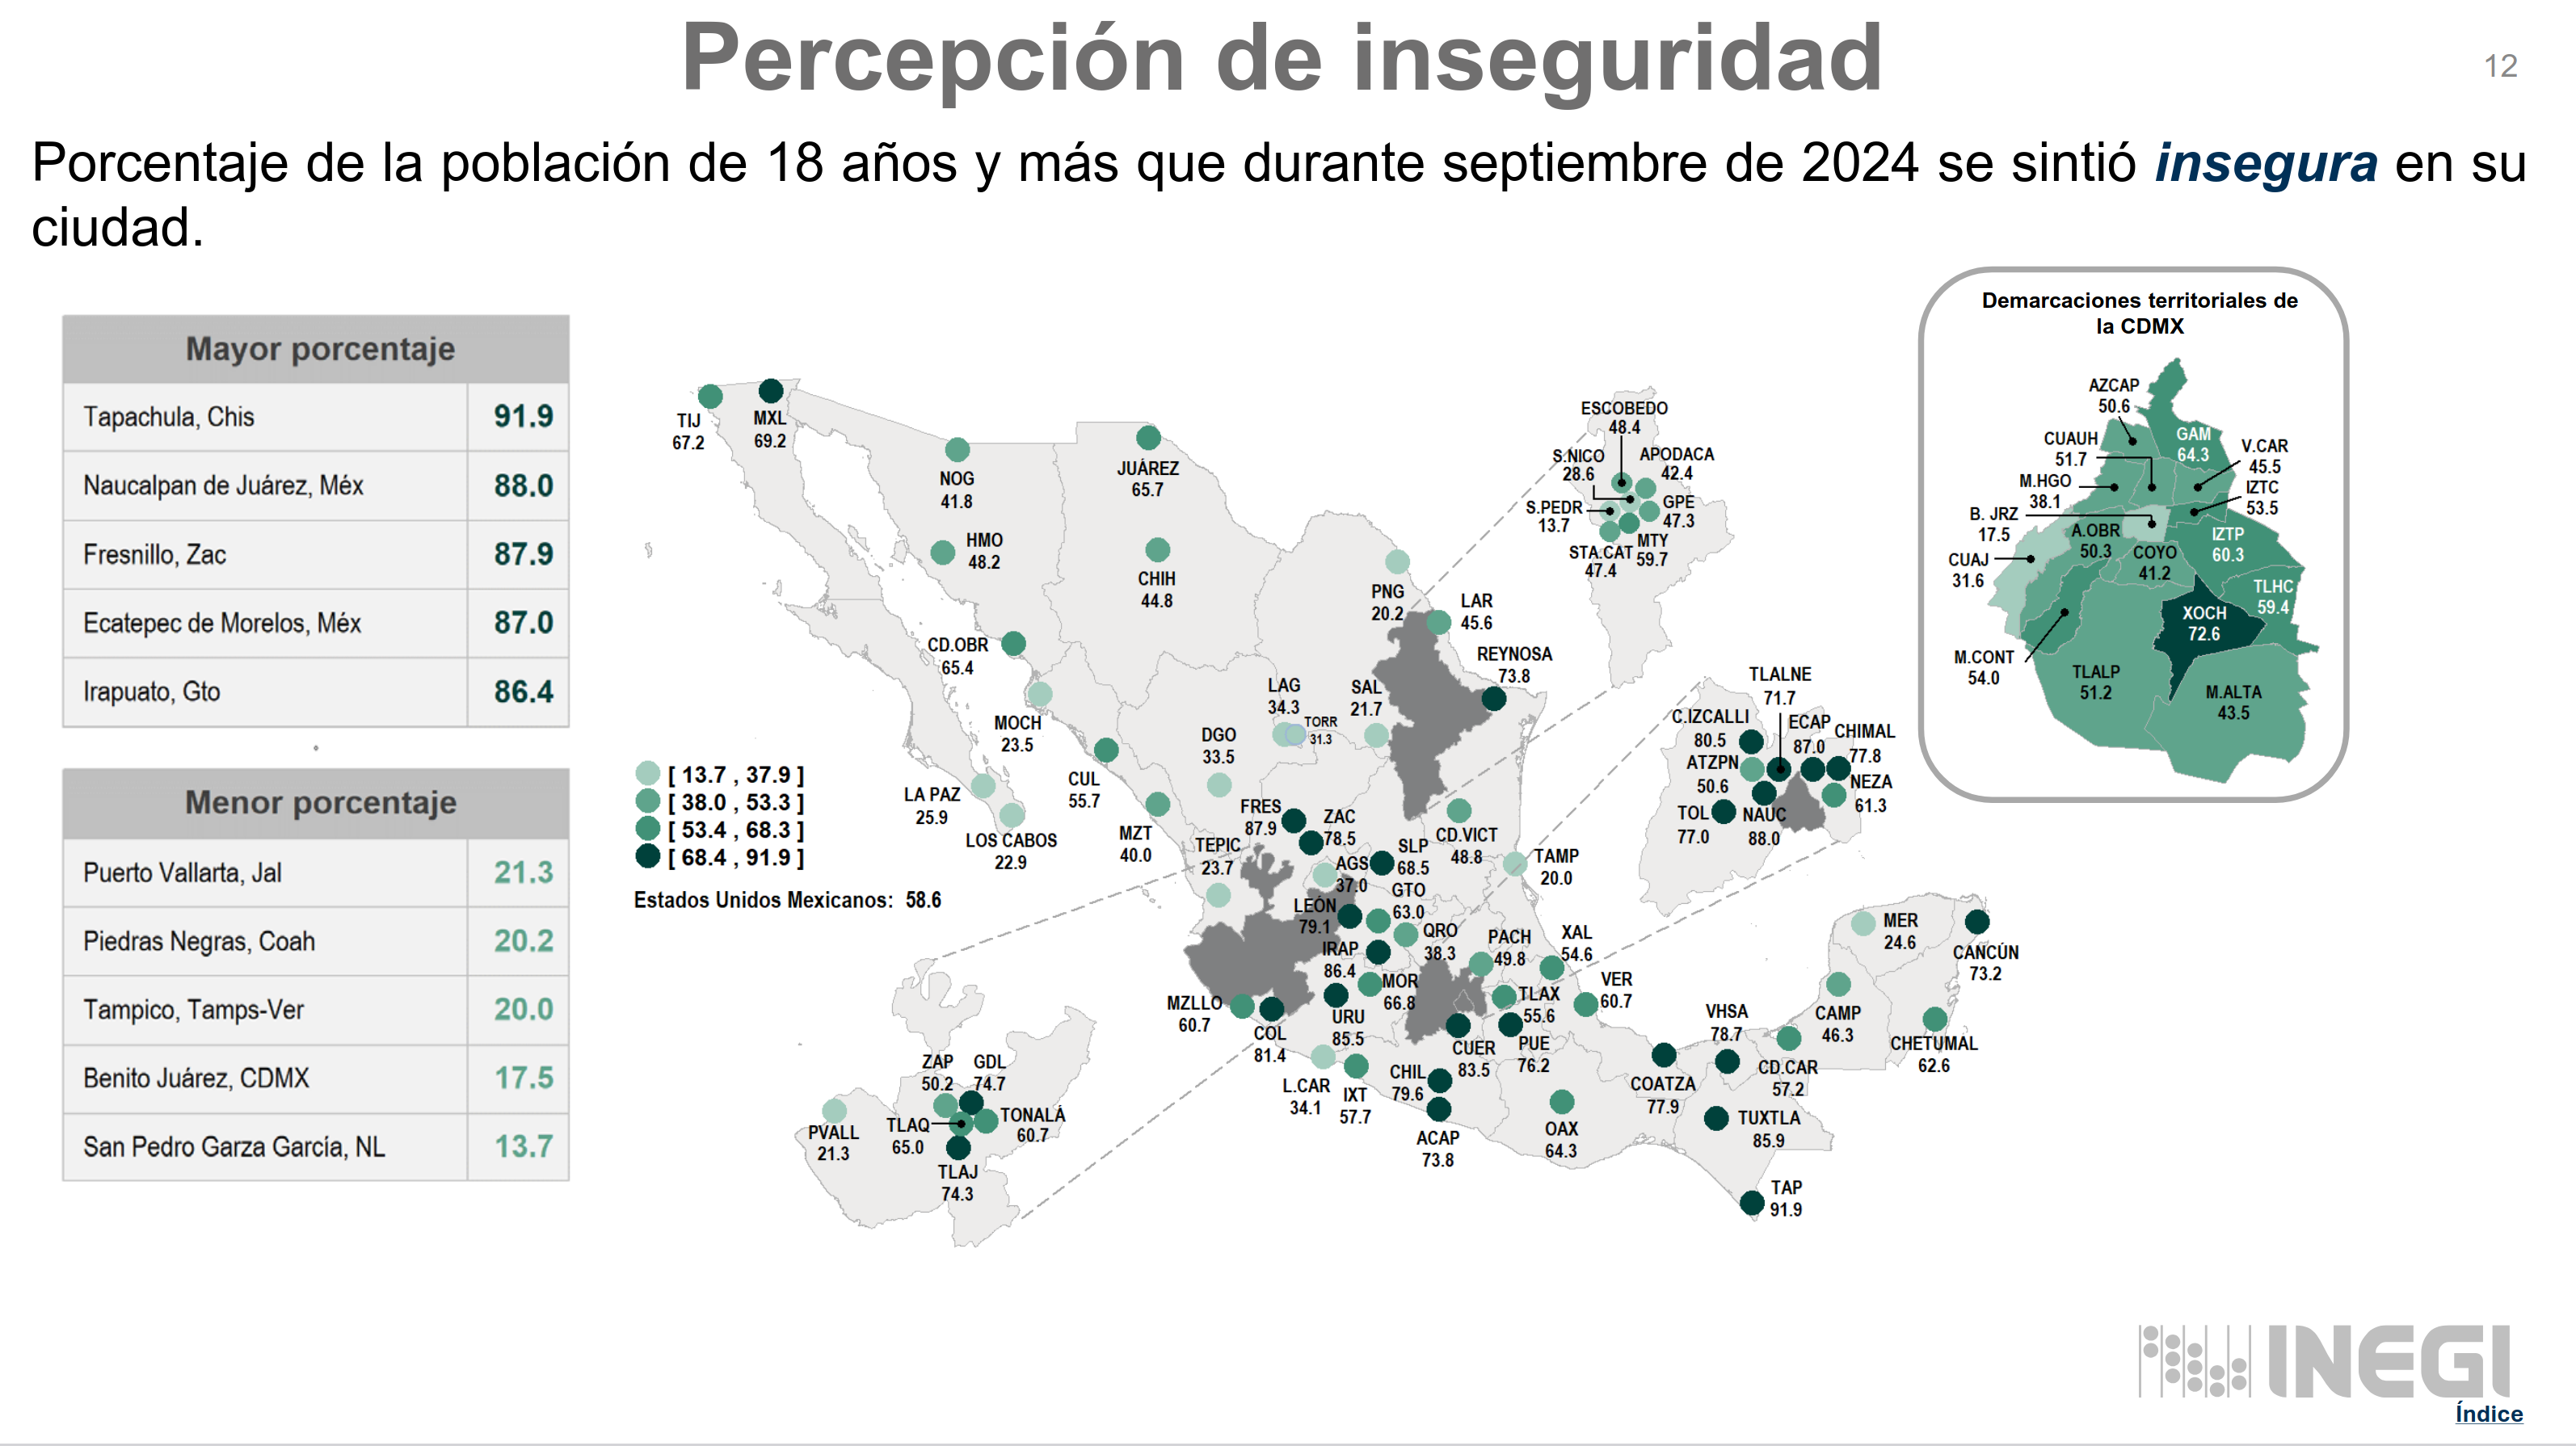 Percepción de inseguridad
12
Porcentaje de la población de 18 años y más que durante septiembre de 2024 se sintió insegura en su
ciudad.
Mayor porcentaje
Tapachula, Chis 91.9
Naucalpan de Juárez, Méx 88.0
Fresnillo, Zac 87.9
Ecatepec de Morelos, Méx 87.0
Irapuato, Gto 86.4
Menor porcentaje
Puerto Vallarta, Jal 21.3
Piedras Negras, Coah 20.2
Tampico, Tamps-Ver 20.0
Benito Juárez, CDMX 17.5
San Pedro Garza García, NL 13.7
[ 13.7 , 37.9 ]
[ 38.0 , 53.3 ]
[ 53.4 , 68.3 ]
[ 68.4 , 91.9 ]
Estados Unidos Mexicanos: 58.6
TIJ
67.2
MXL
69.2
NOG
41.8
HMO
48.2
JUÁREZ
65.7
CHIH
44.8
CD.OBR
65.4
MOCH
23.5
CUL
55.7
LA PAZ
25.9
LOS CABOS
22.9
MZT
40.0
DGO
33.5
LAG
34.3
TORR
31.3
SAL
21.7
PNG
20.2
LAR
45.6
REYNOSA
73.8
TEPIC
23.7
FRES
87.9
ZAC
78.5
AGS
37.0
SLP
68.5
CD.VICT
48.8
TAMP
20.0
LEÓN
79.1
GTO
63.0
IRAP
86.4
QRO
38.3
PACH
49.8
XAL
54.6
VER
60.7
MZLLO
60.7
COL
81.4
URU
85.5
MOR
66.8
TLAX
55.6
CUER
83.5
PUE
76.2
L.CAR
34.1
IXT
57.7
CHIL
79.6
ACAP
73.8
OAX
64.3
COATZA
77.9
VHSA
78.7
CD.CAR
57.2
TUXTLA
85.9
TAP
91.9
CAMP
46.3
MER
24.6
CANCÚN
73.2
CHETUMAL
62.6
ZAP
50.2
GDL
74.7
PVALL
21.3
TLAQ
65.0
TONALÁ
60.7
TLAJ
74.3
ESCOBEDO
48.4
S.NICO
28.6
APODACA
42.4
S.PEDR
13.7
GPE
47.3
STA.CAT
47.4
MTY
59.7
TLALNE
71.7
C.IZCALLI
80.5
ECAP
87.0
CHIMAL
77.8
ATZPN
50.6
NEZA
61.3
TOL
77.0
NAUC
88.0
Demarcaciones territoriales de
la CDMX
AZCAP
50.6
CUAUH
51.7
GAM
64.3
V.CAR
45.5
M.HGO
38.1
IZTC
53.5
B. JRZ
17.5
A.OBR
50.3
COYO
41.2
IZTP
60.3
CUAJ
31.6
TLHC
59.4
XOCH
72.6
M.CONT
54.0
TLALP
51.2
M.ALTA
43.5
INEGI
Índice